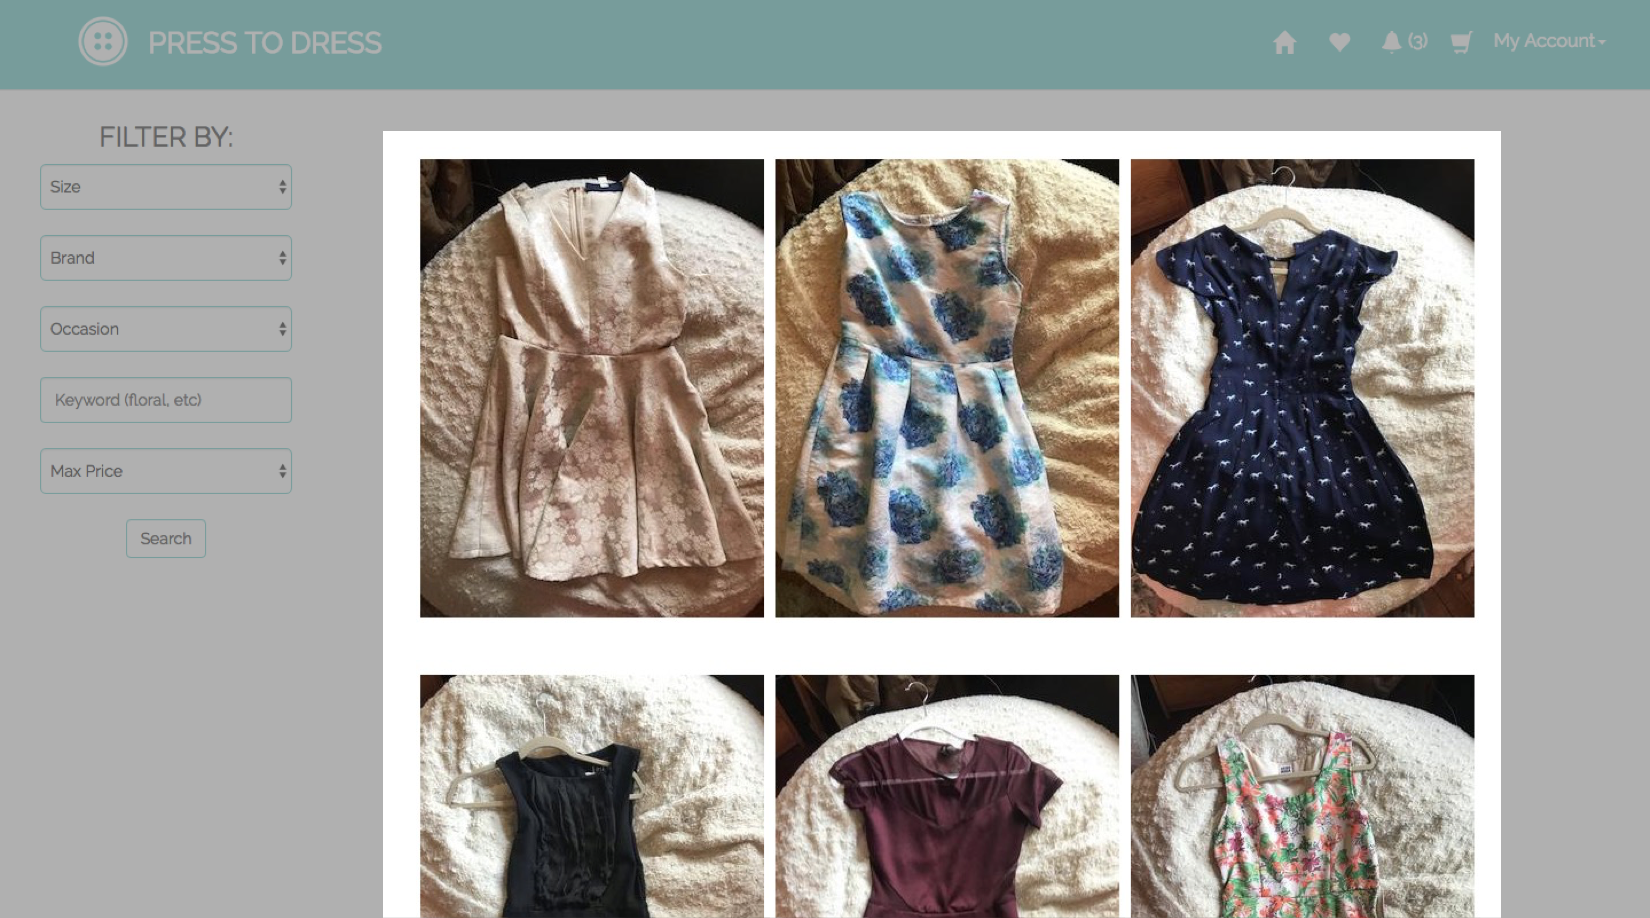 PRESS TO DRESS
(3)
My Account
FILTER BY:
Size
Brand
Occasion
Keyword (floral, etc)
Max Price
Search